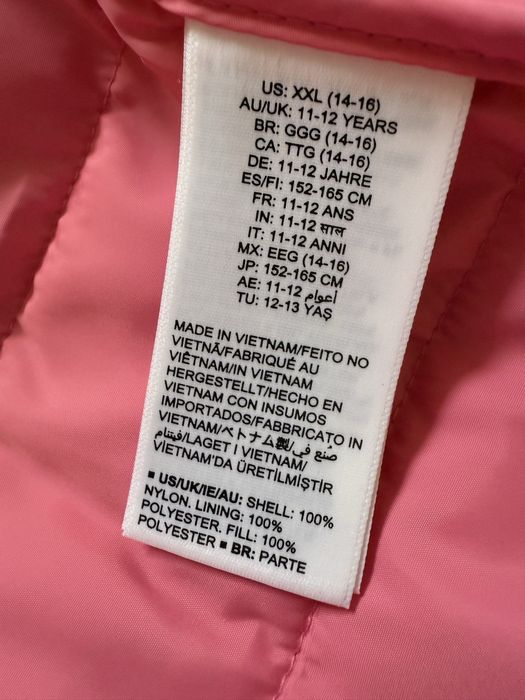 US: XXL (14-16)
AU/UK: 11-12 YEARS
BR: GGG (14-16)
CA: TTG (14-16)
DE: 11-12 JAHRE
ES/FI: 152-165 CM
FR: 11-12 ANS
IN: 11-12 साल
IT: 11-12 ANNI
MX: EEG (14-16)
JP: 152-165 CM
AE: 11-12 أعوام
TU: 12-13 YAŞ
MADE IN VIETNAM/FEITO NO
VIETNÃ/FABRIQUÉ AU
VIÊTNAM/IN VIETNAM
HERGESTELLT/HECHO EN
VIETNAM CON INSUMOS
IMPORTADOS/FABBRICATO IN
VIETNAM/ベトナム製/صُنع في
فيتنام/LAGET I VIETNAM/
VIETNAM'DA ÜRETİLMİŞTİR
■ US/UK/IE/AU: SHELL: 100%
NYLON. LINING: 100%
POLYESTER. FILL: 100%
POLYESTER ■ BR: PARTE